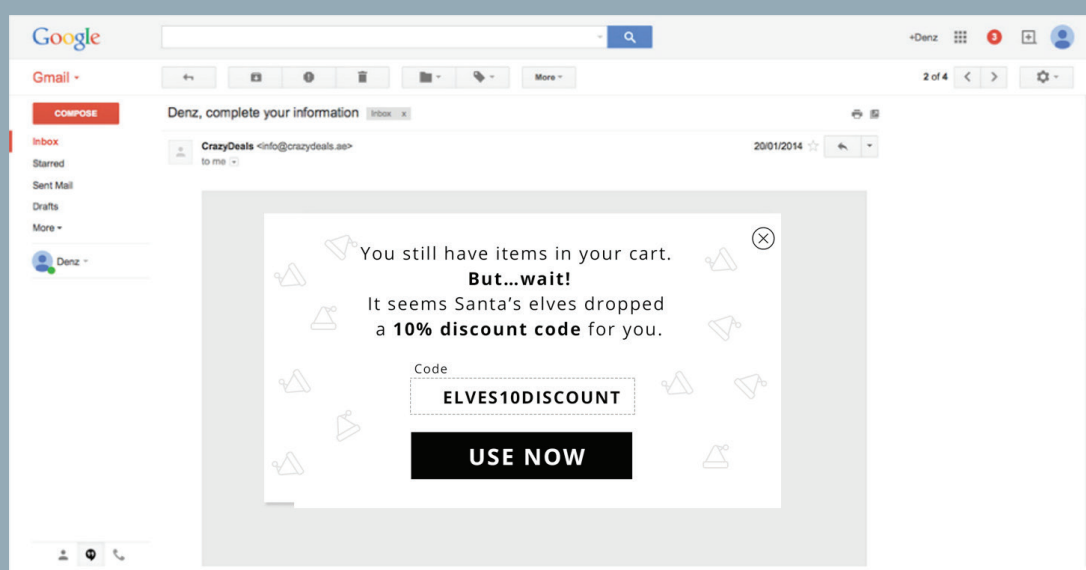 Google
+Denz
3
Gmail
More
2 of 4
COMPOSE
Denz, complete your information
Inbox x
Inbox
CrazyDeals <info@crazydeals.ae>
20/01/2014
to me
Starred
Sent Mail
Drafts
More
Denz
You still have items in your cart.
But...wait!
It seems Santa's elves dropped
a 10% discount code for you.
Code
ELVES10DISCOUNT
USE NOW